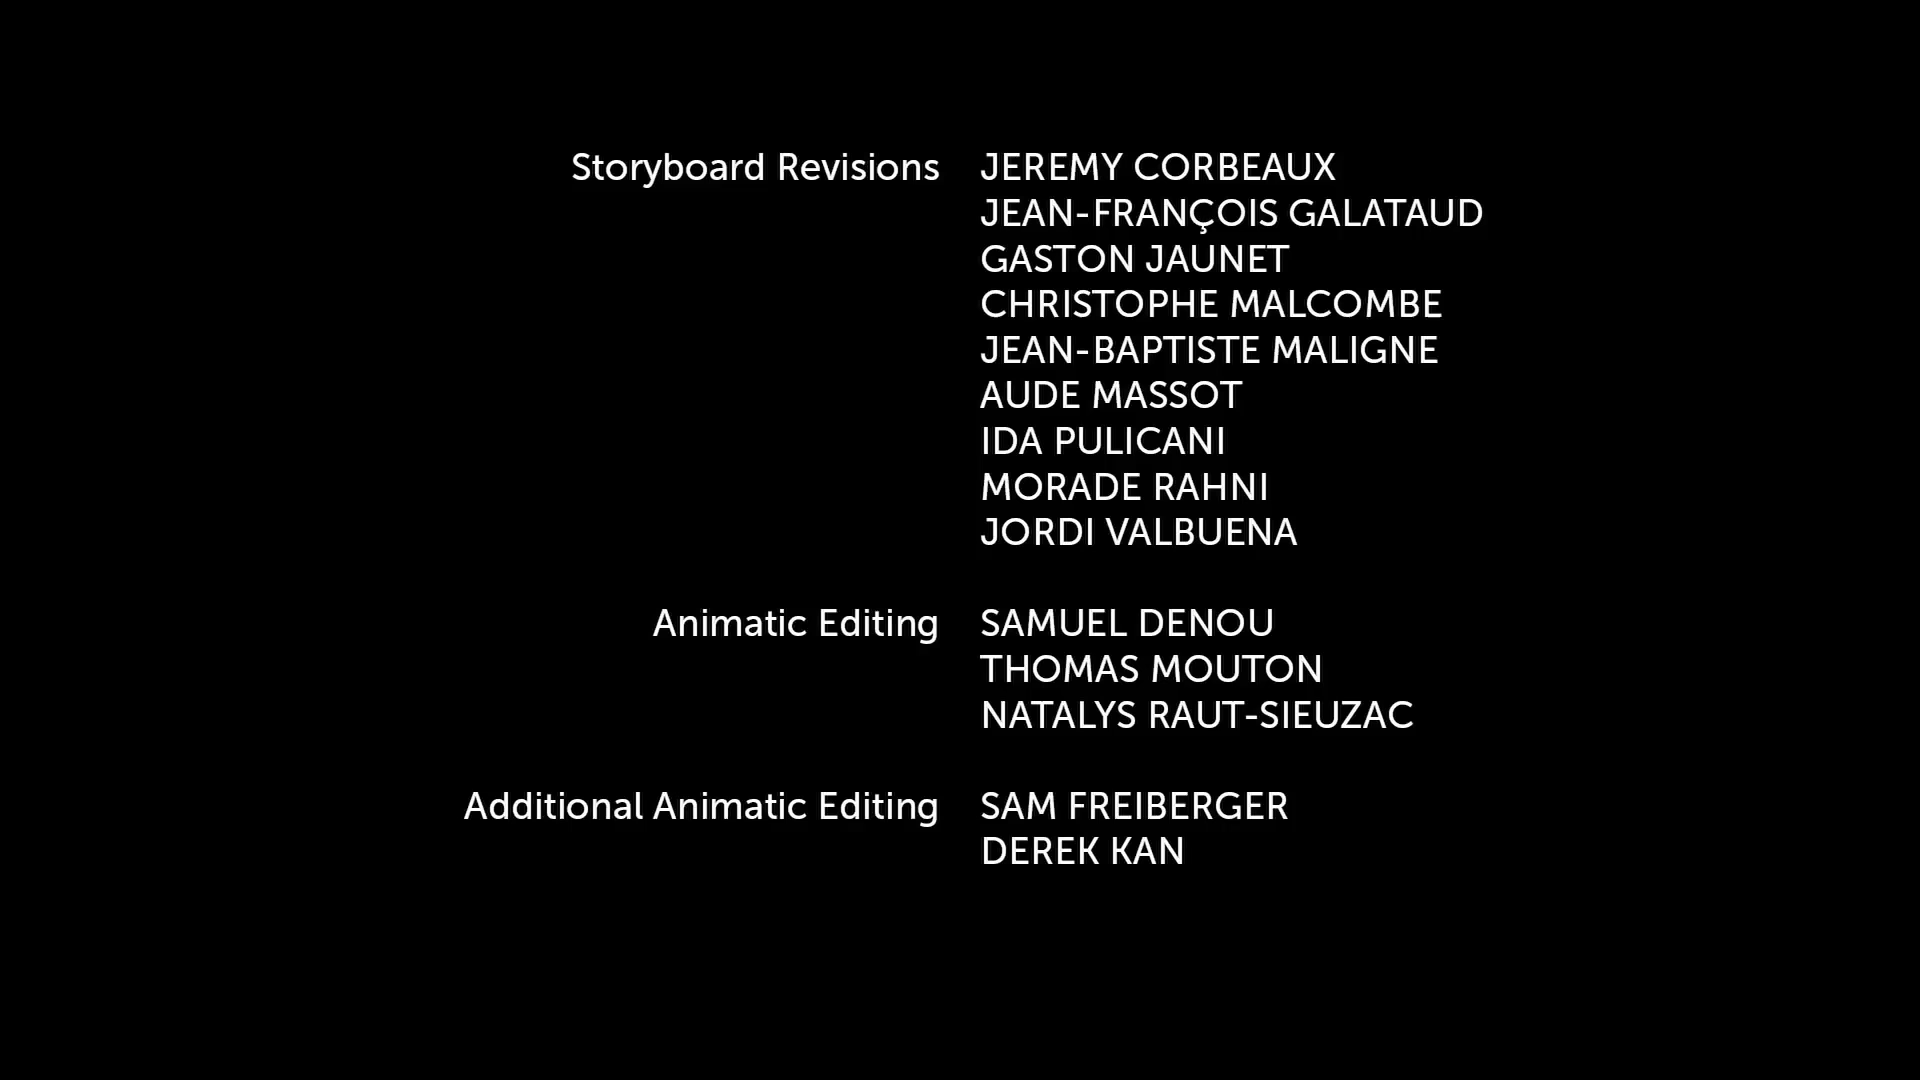 Storyboard Revisions JEREMY CORBEAUX
JEAN-FRANÇOIS GALATAUD
GASTON JAUNET
CHRISTOPHE MALCOMBE
JEAN-BAPTISTE MALIGNE
AUDE MASSOT
IDA PULICANI
MORADE RAHNI
JORDI VALBUENA
Animatic Editing SAMUEL DENOU
THOMAS MOUTON
NATALYS RAUT-SIEUZAC
Additional Animatic Editing SAM FREIBERGER
DEREK KAN